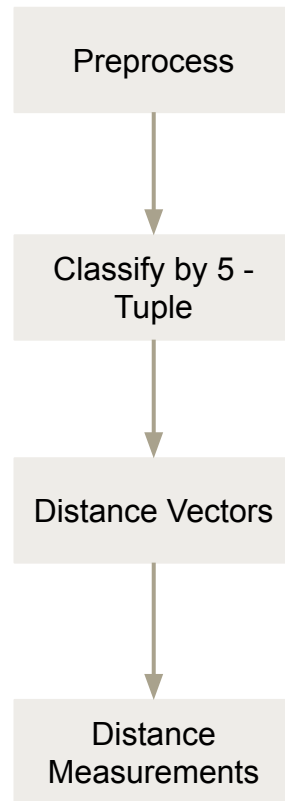 Preprocess
Classify by 5 -
Tuple
Distance Vectors
Distance
Measurements